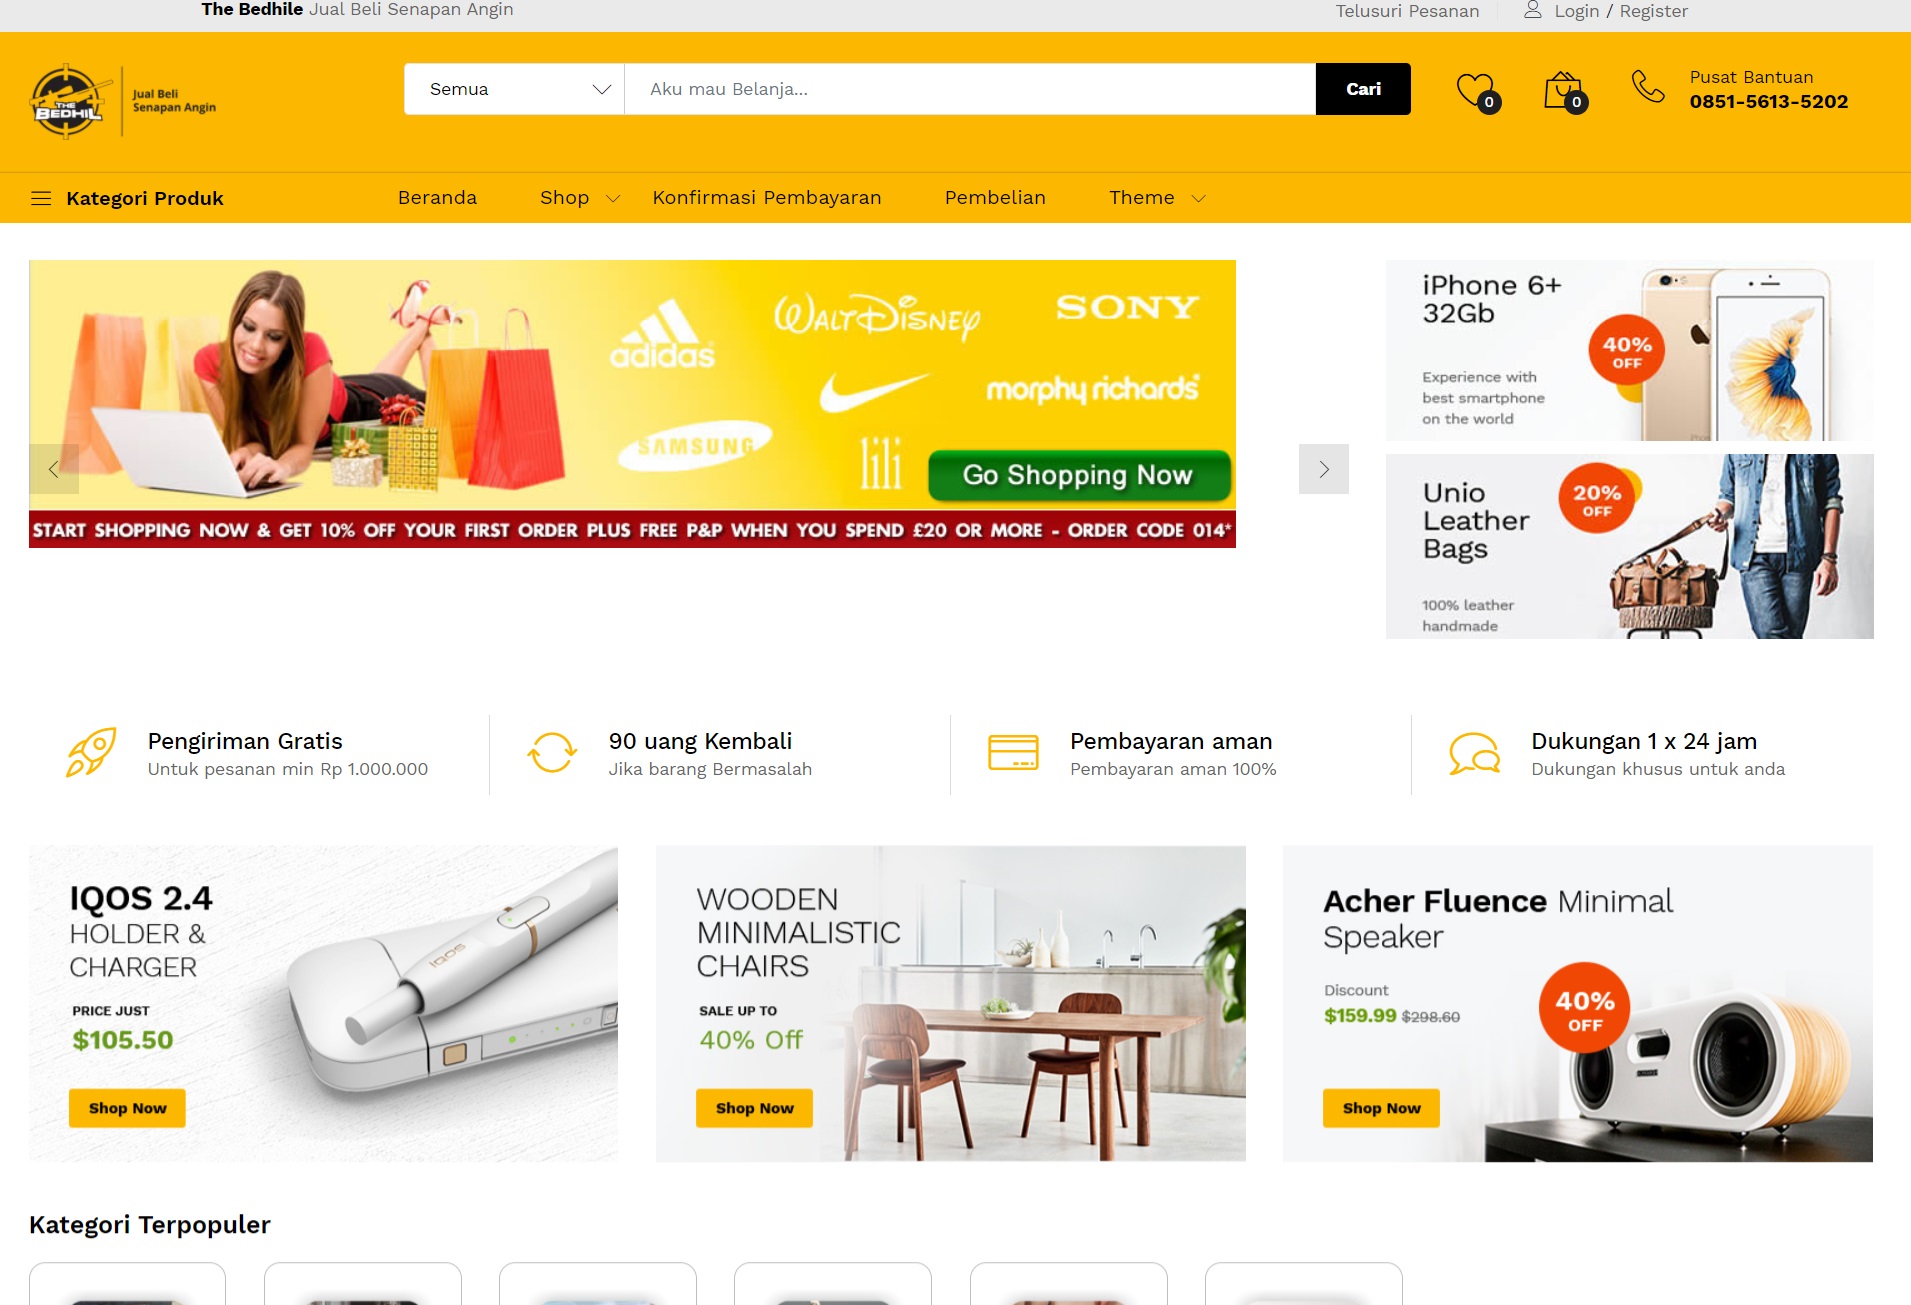 The Bedhile Jual Beli Senapan Angin
Telusuri Pesanan
Login / Register
THE
BEDHIL
Jual Beli
Senapan Angin
Semua
Aku mau Belanja...
Cari
0
0
Pusat Bantuan
0851-5613-5202
Kategori Produk
Beranda
Shop
Konfirmasi Pembayaran
Pembelian
Theme
adidas
WALT DISNEY
SONY
morphy richards
SAMSUNG
lili
Go Shopping Now
START SHOPPING NOW & GET 10% OFF YOUR FIRST ORDER PLUS FREE P&P WHEN YOU SPEND £20 OR MORE - ORDER CODE 014*
iPhone 6+
32Gb
40%
OFF
Experience with
best smartphone
on the world
iPhone
Unio
Leather
Bags
20%
OFF
100% leather
handmade
Pengiriman Gratis
Untuk pesanan min Rp 1.000.000
90 uang Kembali
Jika barang Bermasalah
Pembayaran aman
Pembayaran aman 100%
Dukungan 1 x 24 jam
Dukungan khusus untuk anda
IQOS 2.4
HOLDER &
CHARGER
PRICE JUST
$105.50
Shop Now
IQOS
WOODEN
MINIMALISTIC
CHAIRS
SALE UP TO
40% Off
Shop Now
Acher Fluence Minimal
Speaker
Discount
$159.99 $298.60
40%
OFF
Shop Now
Kategori Terpopuler